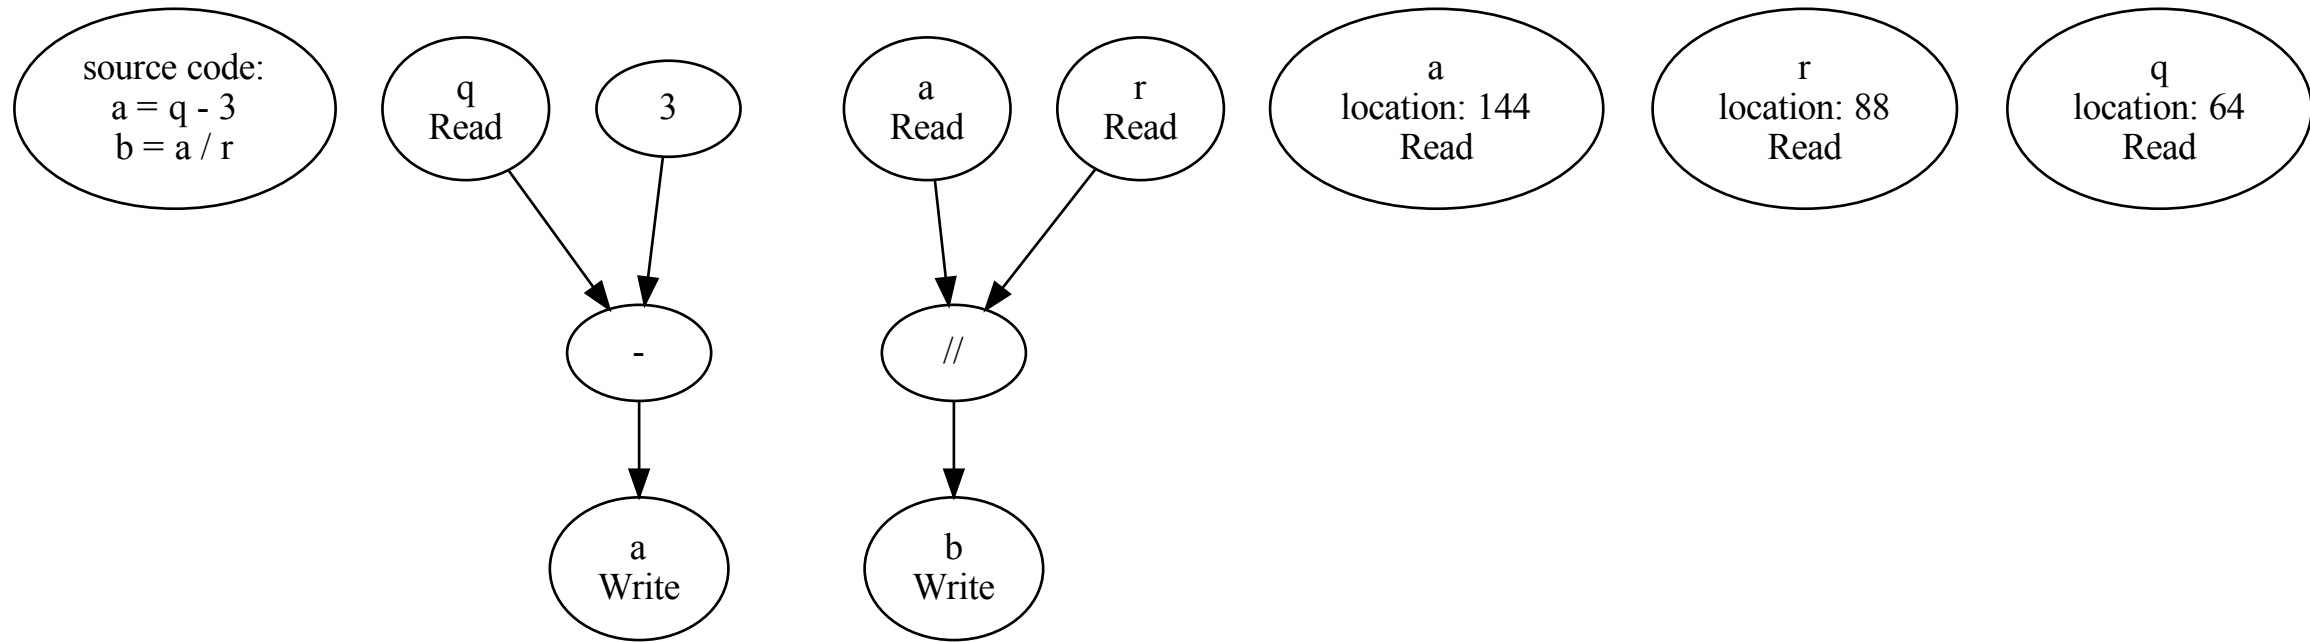 source code:
a = q - 3
b = a / r
q
Read
3
a
Read
r
Read
a
location: 144
Read
r
location: 88
Read
q
location: 64
Read
-
//
a
Write
b
Write